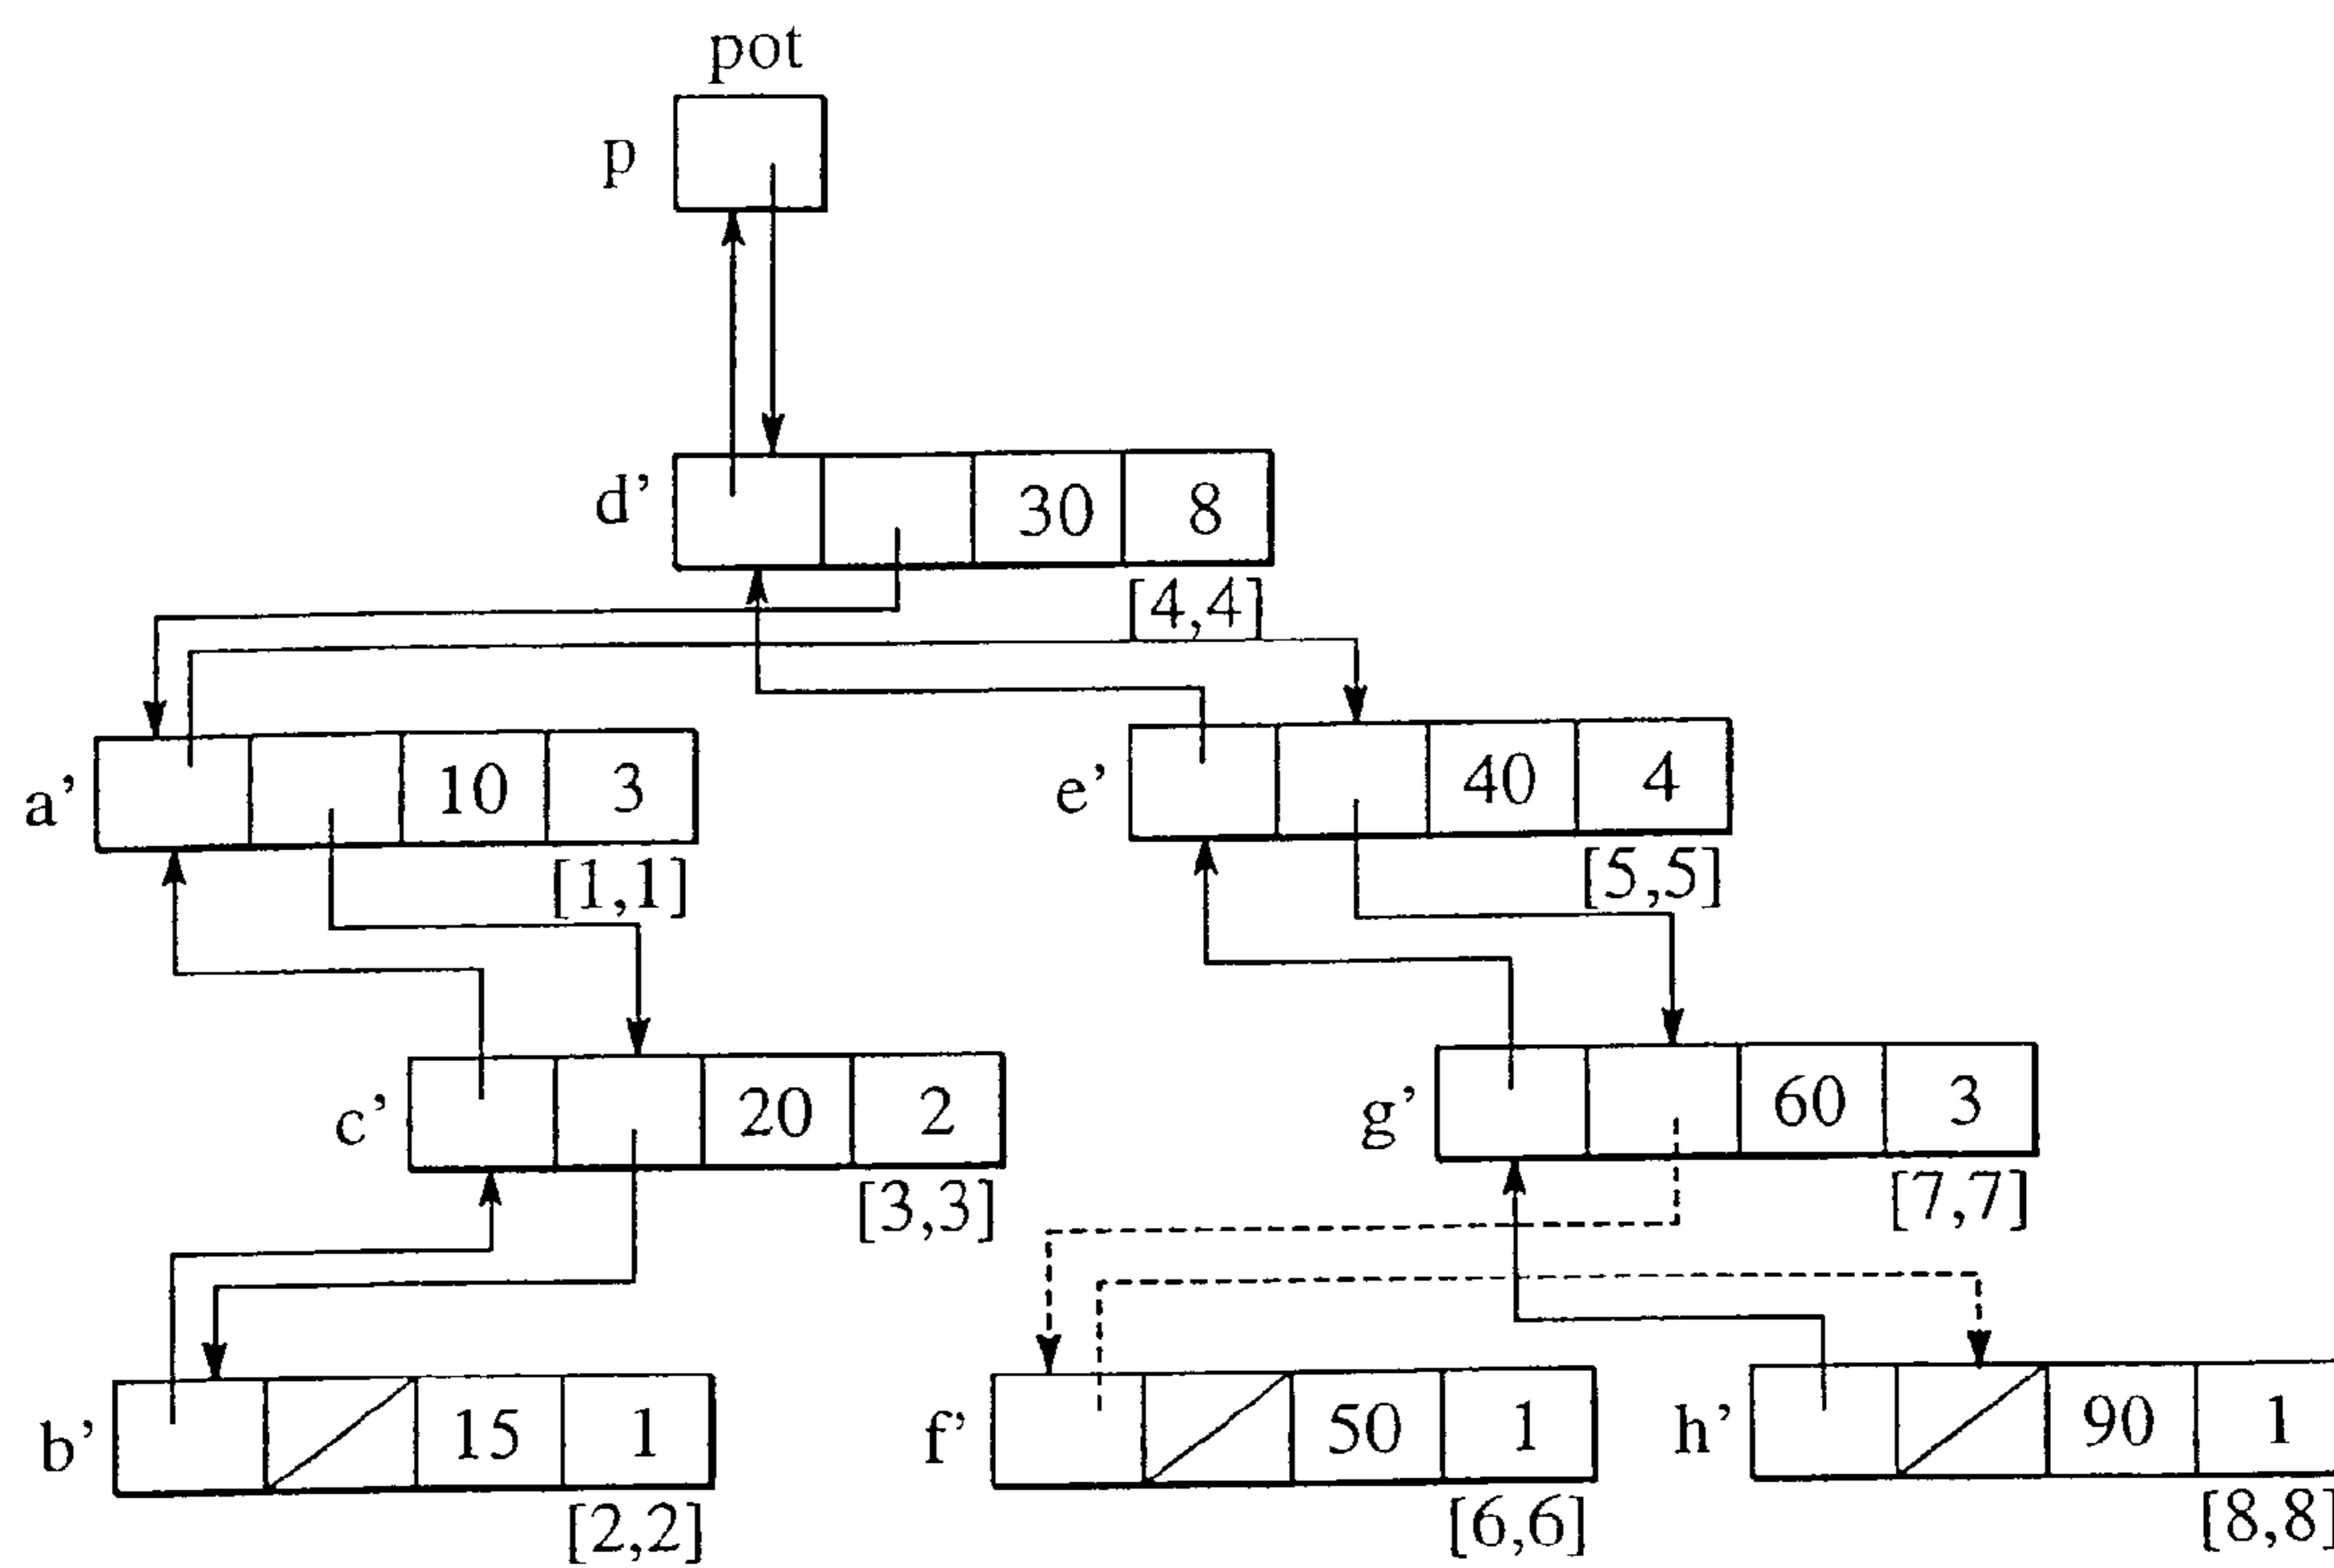 pot
p
d’ 30 8
[4,4]
a’ 10 3
[1,1]
e’ 40 4
[5,5]
c’ 20 2
[3,3]
g’ 60 3
[7,7]
b’ 15 1
[2,2]
f’ 50 1
[6,6]
h’ 90 1
[8,8]